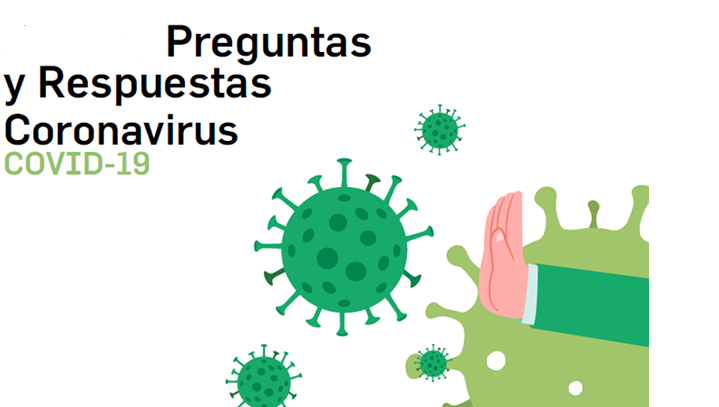 Preguntas
y Respuestas
Coronavirus
COVID-19